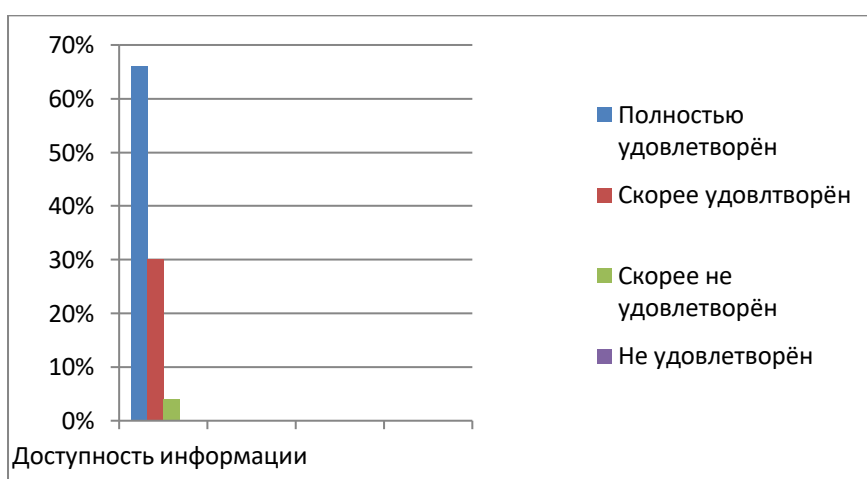 70%
60%
50%
40%
30%
20%
10%
0%
Доступность информации
Полностью
удовлетворён
Скорее удовлтворён
Скорее не
удовлетворён
Не удовлетворён